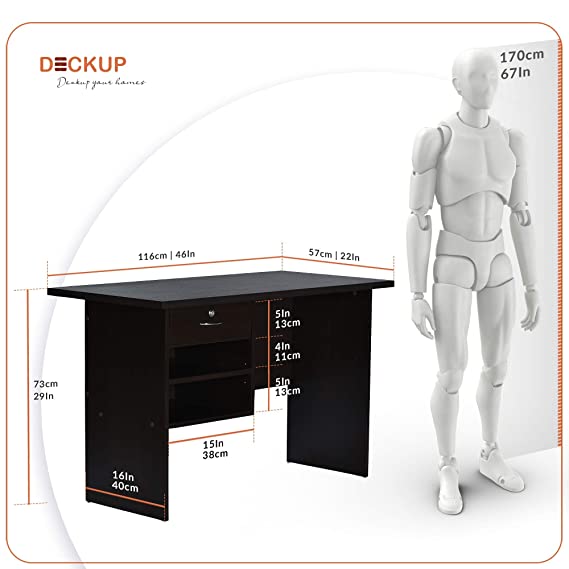 DECKUP
Deckup your homes
170cm
67In
116cm | 46In
57cm | 22In
5In
13cm
4In
11cm
5In
13cm
73cm
29In
15In
38cm
16In
40cm